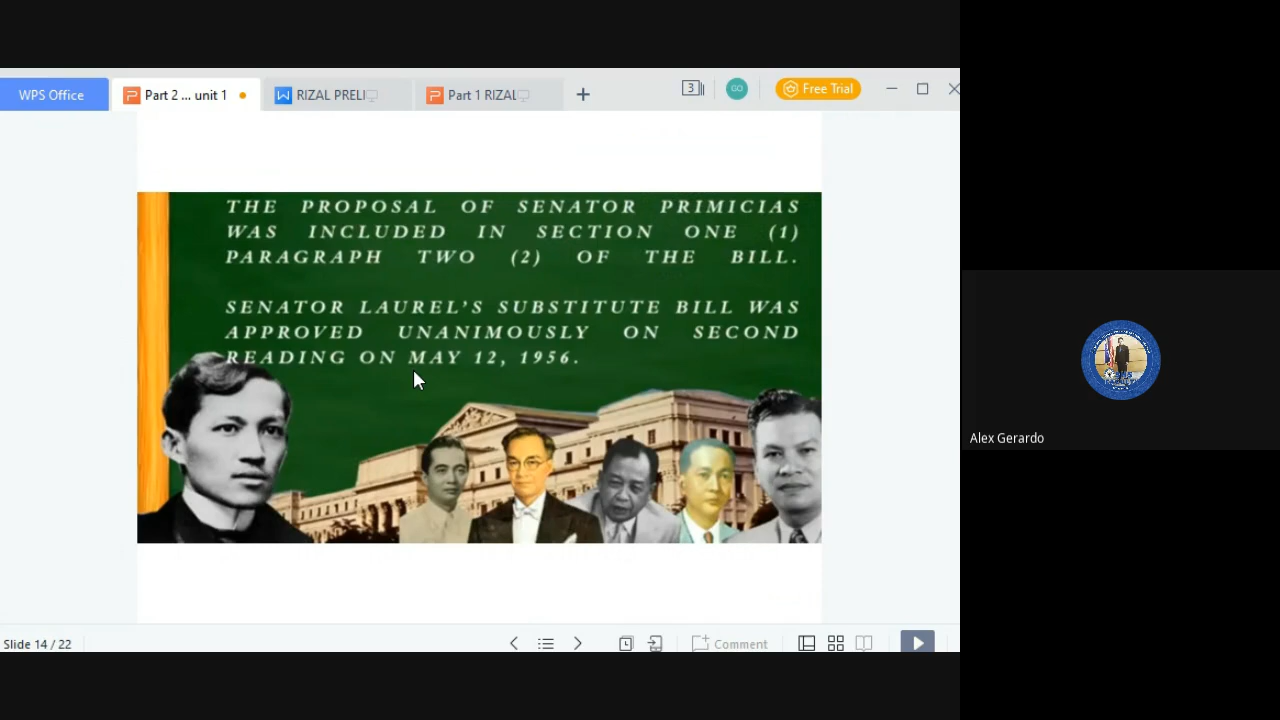 WPS Office
Part 2 ... unit 1
RIZAL PRELI
Part 1 RIZAL
3
GO
Free Trial
THE PROPOSAL OF SENATOR PRIMICIAS
WAS INCLUDED IN SECTION ONE (1)
PARAGRAPH TWO (2) OF THE BILL.
SENATOR LAUREL'S SUBSTITUTE BILL WAS
APPROVED UNANIMOUSLY ON SECOND
READING ON MAY 12, 1956.
Alex Gerardo
Slide 14 / 22
Comment